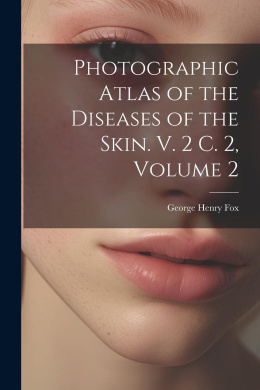 Photographic
Atlas of the
Diseases of the
Skin. V. 2 C. 2,
Volume 2
George Henry Fox